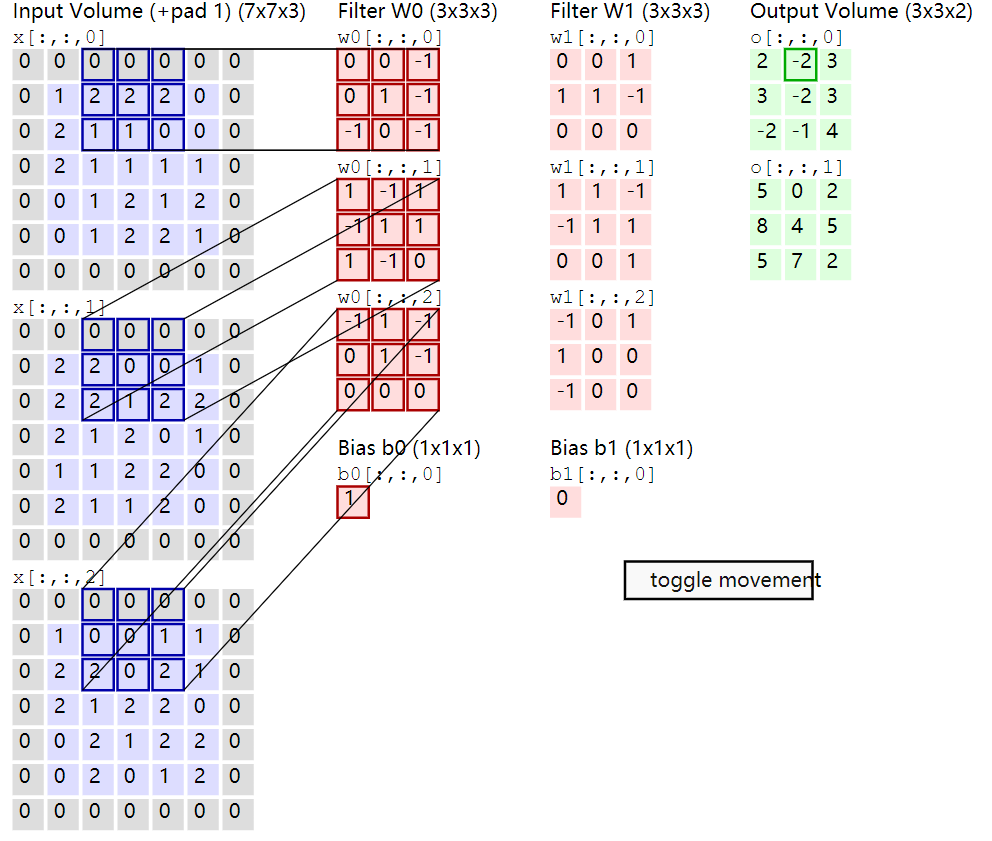 Input Volume (+pad 1) (7x7x3)
x[:,:,0]
0 0 0 0 0 0 0
0 1 2 2 2 0 0
0 2 1 1 0 0 0
0 2 1 1 1 1 0
0 0 1 2 1 2 0
0 0 1 2 2 1 0
0 0 0 0 0 0 0
x[:,:,1]
0 0 0 0 0 0 0
0 2 2 0 0 1 0
0 2 2 1 2 2 0
0 2 1 2 0 1 0
0 1 1 2 2 0 0
0 2 1 1 2 0 0
0 0 0 0 0 0 0
x[:,:,2]
0 0 0 0 0 0 0
0 1 0 0 1 1 0
0 2 2 0 2 1 0
0 2 1 2 2 0 0
0 0 2 1 2 2 0
0 0 2 0 1 2 0
0 0 0 0 0 0 0
Filter W0 (3x3x3)
w0[:,:,0]
0 0 -1
0 1 -1
-1 0 -1
w0[:,:,1]
1 -1 1
-1 1 1
1 -1 0
w0[:,:,2]
-1 1 -1
0 1 -1
0 0 0
Bias b0 (1x1x1)
b0[:,:,0]
1
Filter W1 (3x3x3)
w1[:,:,0]
0 0 1
1 1 -1
0 0 0
w1[:,:,1]
1 1 -1
-1 1 1
0 0 1
w1[:,:,2]
-1 0 1
1 0 0
-1 0 0
Bias b1 (1x1x1)
b1[:,:,0]
0
Output Volume (3x3x2)
o[:,:,0]
2 -2 3
3 -2 3
-2 -1 4
o[:,:,1]
5 0 2
8 4 5
5 7 2
toggle movement